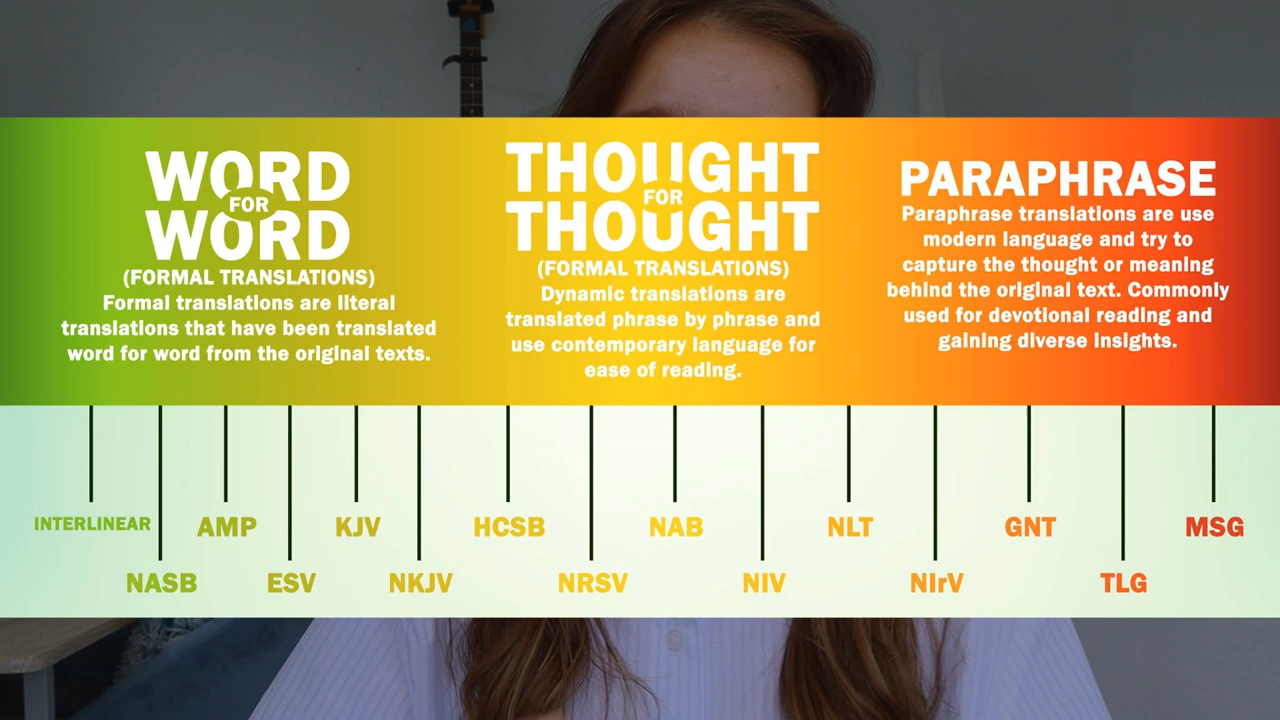 WORD
FOR
WORD
(FORMAL TRANSLATIONS)
Formal translations are literal
translations that have been translated
word for word from the original texts.
THOUGHT
FOR
THOUGHT
(FORMAL TRANSLATIONS)
Dynamic translations are
translated phrase by phrase and
use contemporary language for
ease of reading.
PARAPHRASE
Paraphrase translations are use
modern language and try to
capture the thought or meaning
behind the original text. Commonly
used for devotional reading and
gaining diverse insights.
INTERLINEAR
AMP
KJV
HCSB
NAB
NLT
GNT
MSG
NASB
ESV
NKJV
NRSV
NIV
NIrV
TLG